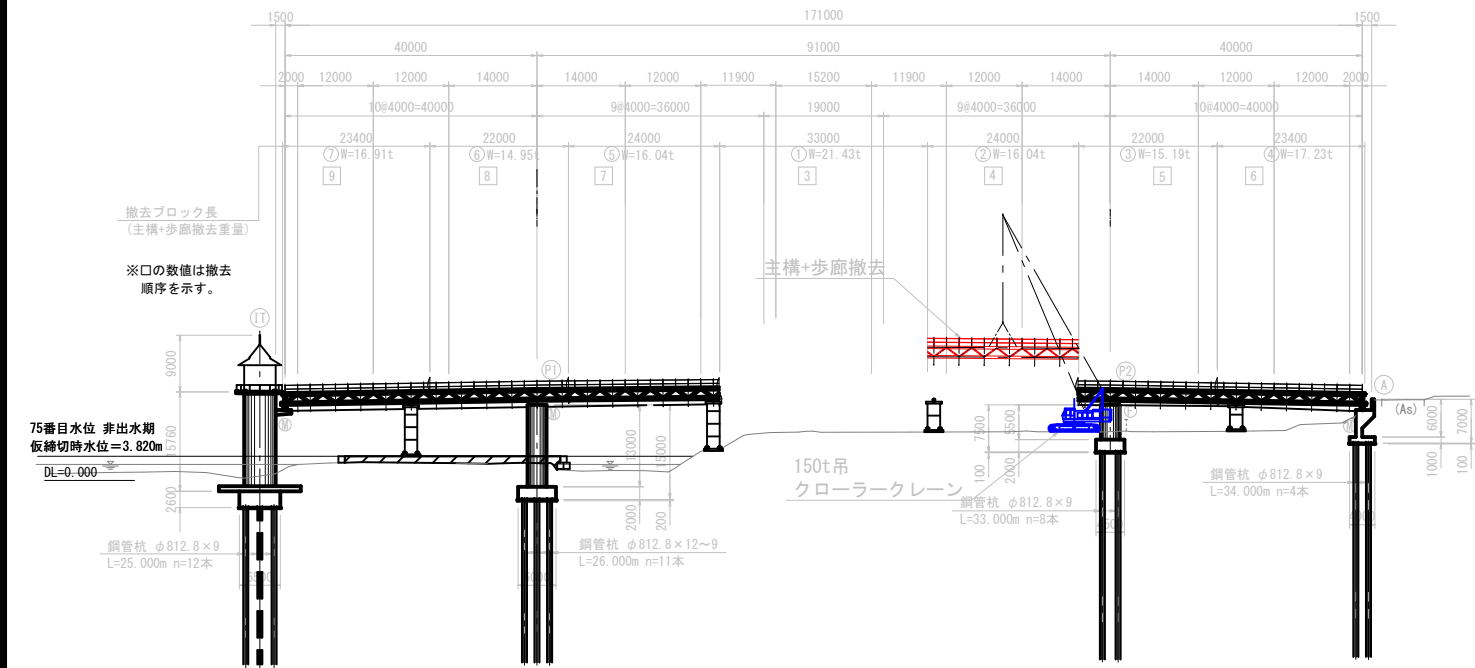 1500 171000 1500
40000 91000 40000
2000 12000 12000 14000 14000 12000 11900 15200 11900 12000 14000 14000 12000 12000 2000
10@4000=40000 9@4000=36000 19000 9@4000=36000 10@4000=40000
23400 22000 24000 33000 24000 22000 23400
⑦W=16.91t ⑥W=14.95t ⑤W=16.04t ①W=21.43t ②W=16.04t ③W=15.19t ④W=17.23t
9 8 7 3 4 5 6
撤去ブロック長
(主構+歩廊撤去重量)
※口の数値は撤去
順序を示す。
主構+歩廊撤去
IT
9000
P1
P2
A
(As)
M
M
F
M
75番目水位 非出水期
仮締切時水位=3.820m
DL=0.000
15760
2600
13000
15000
2000
200
7500
5500
100
2000
6000
7000
1000
100
150t吊
クローラークレーン
鋼管杭 φ812.8×9
L=25.000m n=12本
6500
鋼管杭 φ812.8×12~9
L=26.000m n=11本
鋼管杭 φ812.8×9
L=33.000m n=8本
鋼管杭 φ812.8×9
L=34.000m n=4本